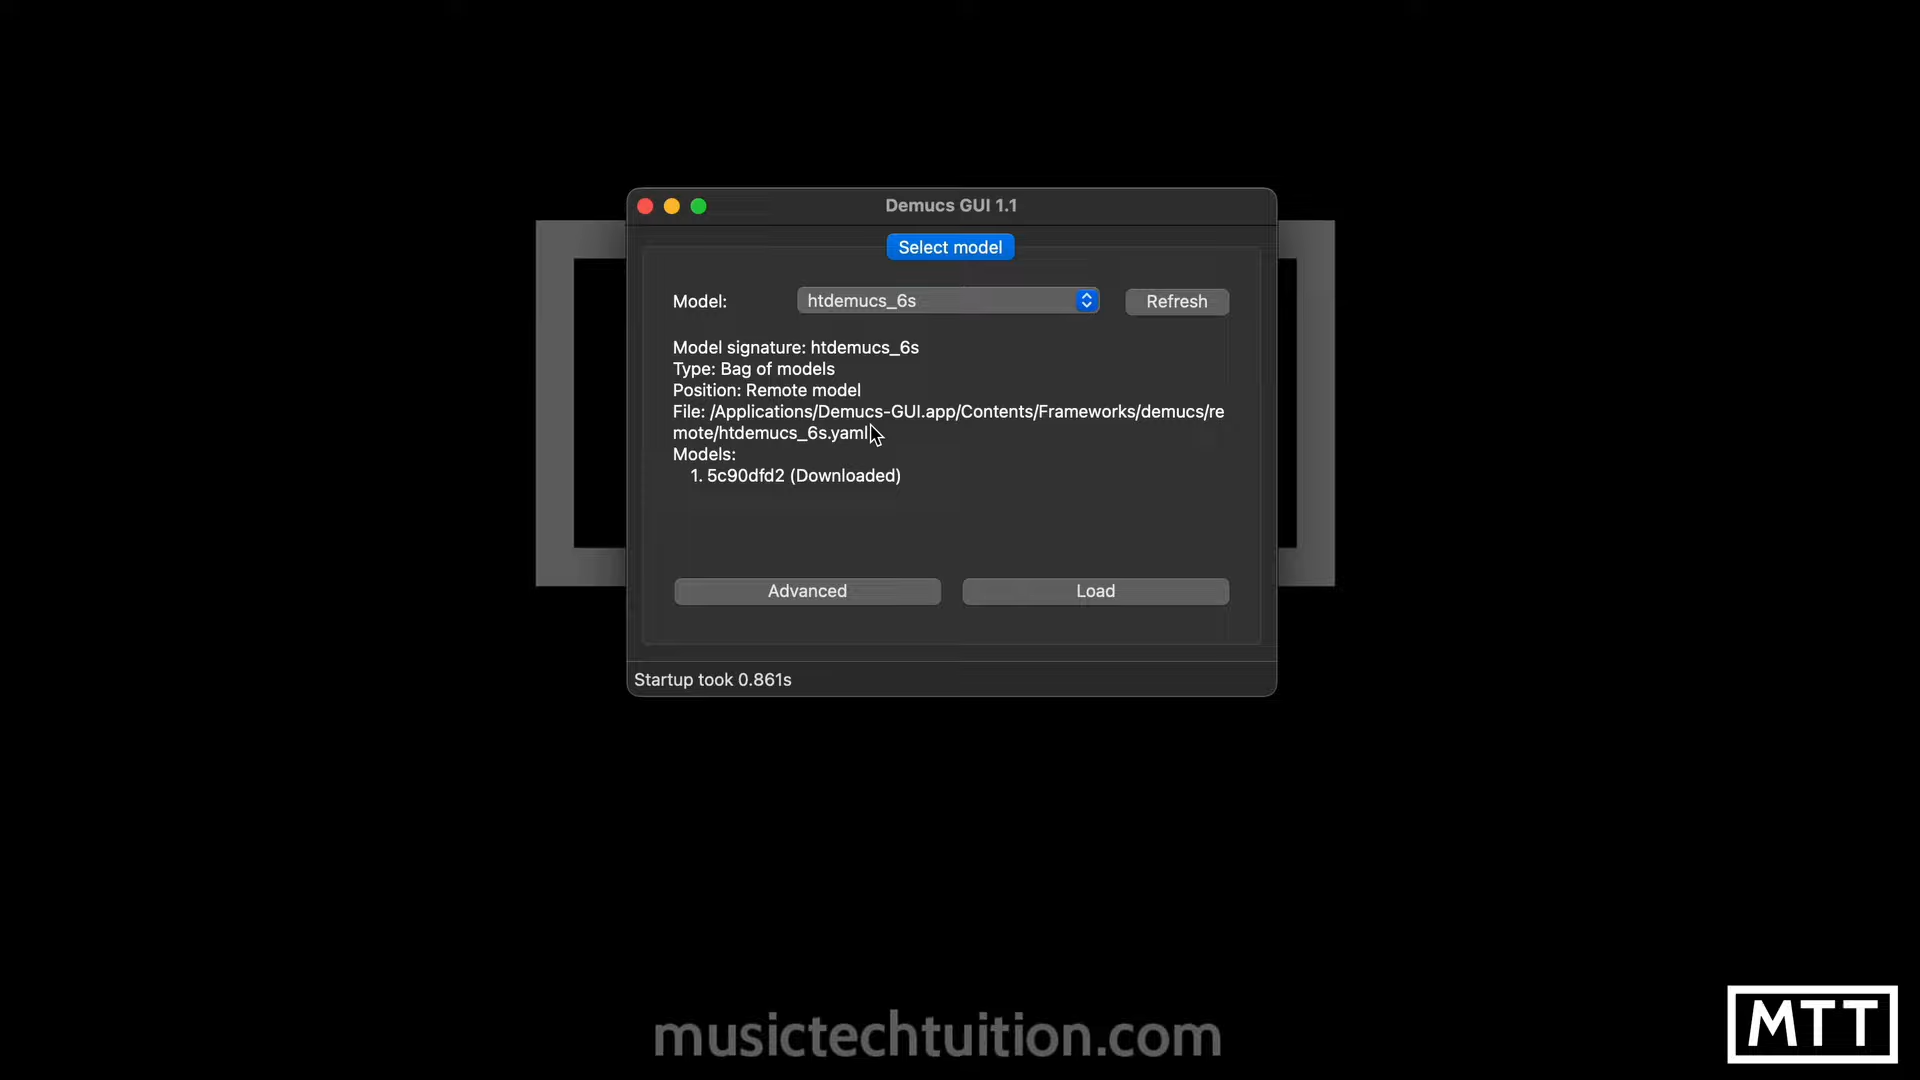 Demucs GUI 1.1
Select model
Model: htdemucs_6s Refresh
Model signature: htdemucs_6s
Type: Bag of models
Position: Remote model
File: /Applications/Demucs-GUI.app/Contents/Frameworks/demucs/re
mote/htdemucs_6s.yaml
Models:
1. 5c90dfd2 (Downloaded)
Advanced Load
Startup took 0.861s
musictechtuition.com
MTT